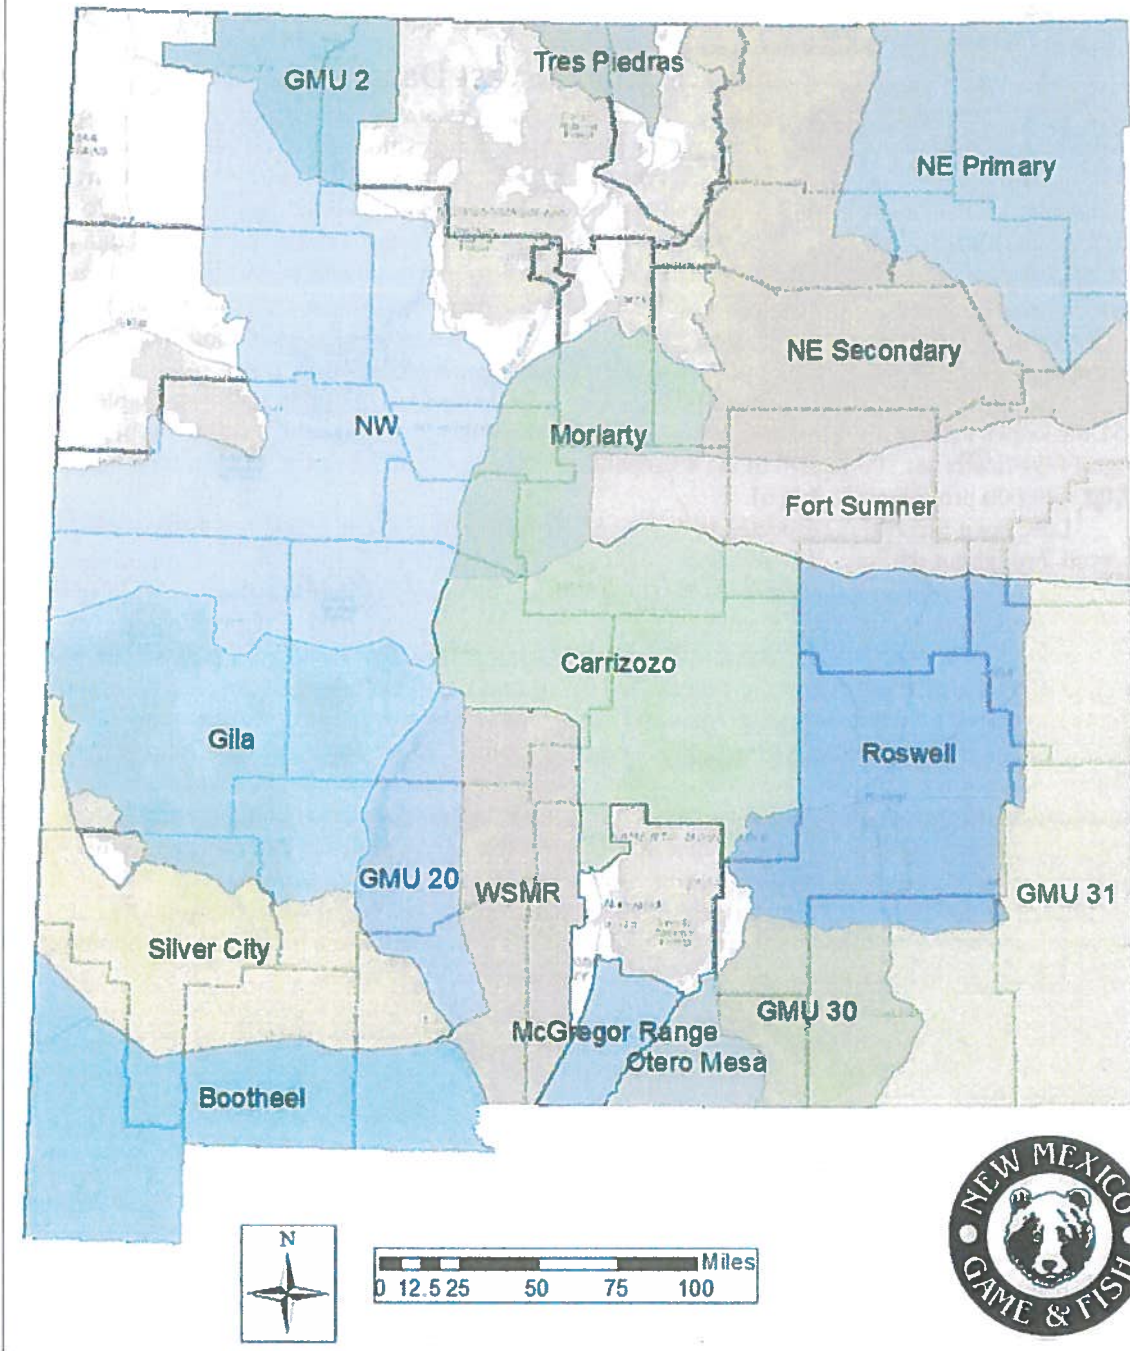 GMU 2
Tres Piedras
NE Primary
NE Secondary
NW
Moriarty
Fort Sumner
Carrizozo
Gila
Roswell
GMU 20
WSMR
GMU 31
Silver City
GMU 30
McGregor Range
Otero Mesa
Bootheel
N
Miles
0 12.5 25 50 75 100
NEW MEXICO
GAME & FISH